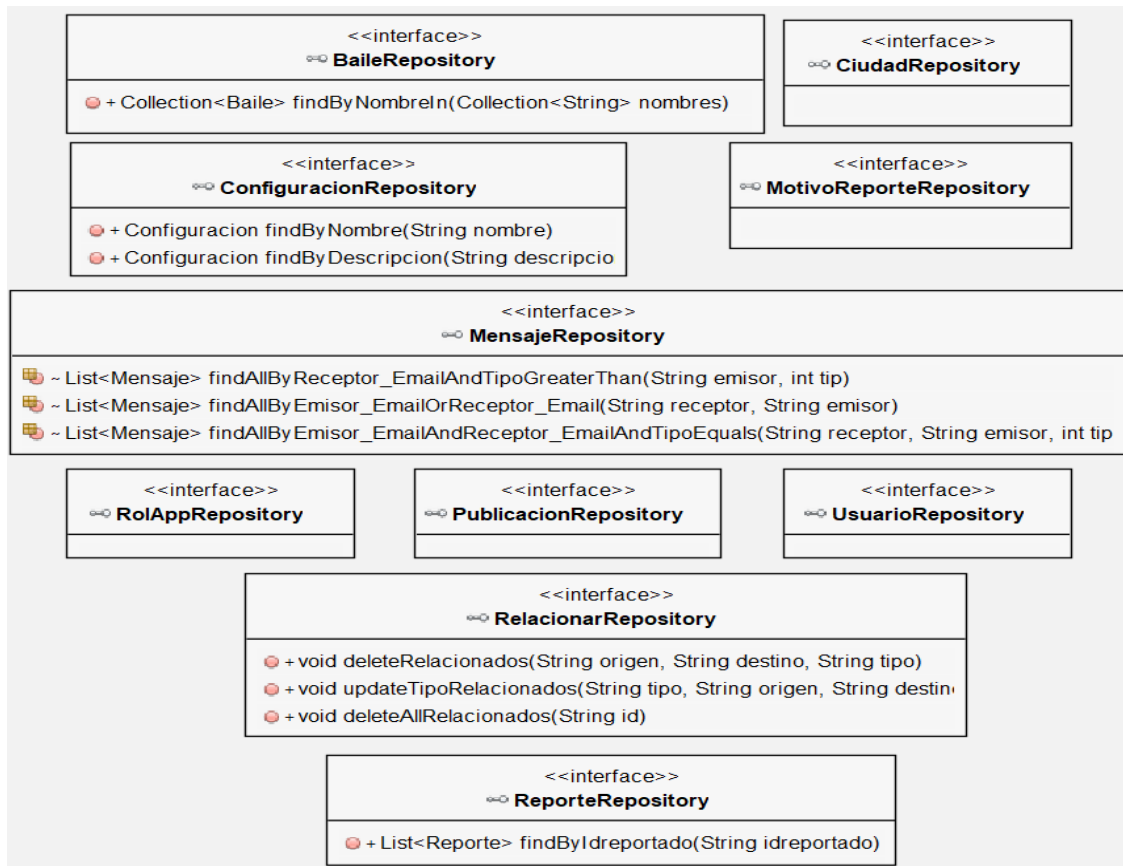 <<interface>>
BaileRepository
+ Collection<Baile> findByNombreIn(Collection<String> nombres)
<<interface>>
CiudadRepository
<<interface>>
ConfiguracionRepository
+ Configuracion findByNombre(String nombre)
+ Configuracion findByDescripcion(String descripcio
<<interface>>
MotivoReporteRepository
<<interface>>
MensajeRepository
~ List<Mensaje> findAllByReceptor_EmailAndTipoGreaterThan(String emisor, int tip)
~ List<Mensaje> findAllByEmisor_EmailOrReceptor_Email(String receptor, String emisor)
~ List<Mensaje> findAllByEmisor_EmailAndReceptor_EmailAndTipoEquals(String receptor, String emisor, int tip
<<interface>>
RolAppRepository
<<interface>>
PublicacionRepository
<<interface>>
UsuarioRepository
<<interface>>
RelacionarRepository
+ void deleteRelacionados(String origen, String destino, String tipo)
+ void updateTipoRelacionados(String tipo, String origen, String destin
+ void deleteAllRelacionados(String id)
<<interface>>
ReporteRepository
+ List<Reporte> findByIdreportado(String idreportado)